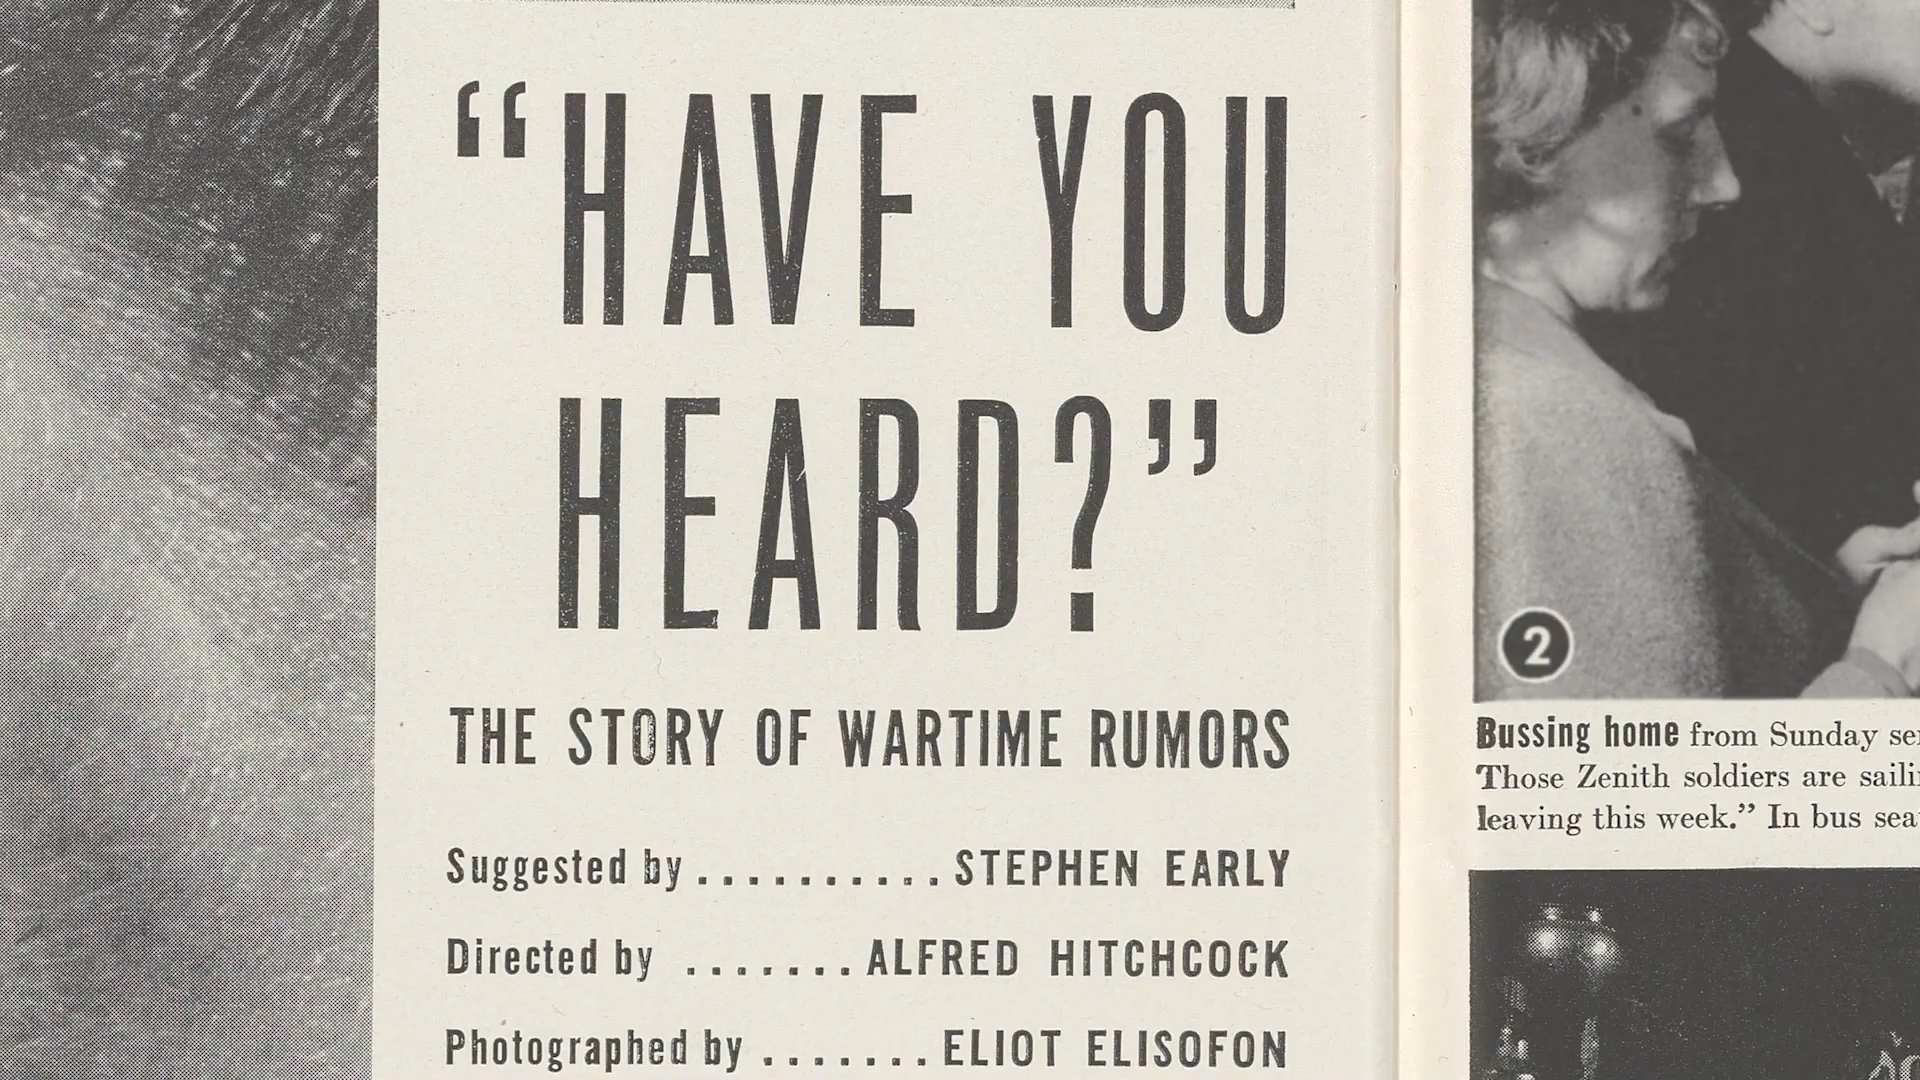 “HAVE YOU
HEARD?”
THE STORY OF WARTIME RUMORS
Suggested by .......... STEPHEN EARLY
Directed by ....... ALFRED HITCHCOCK
Photographed by ....... ELIOT ELISOFON
2
Bussing home from Sunday
Those Zenith soldiers are
leaving this week.” In bus